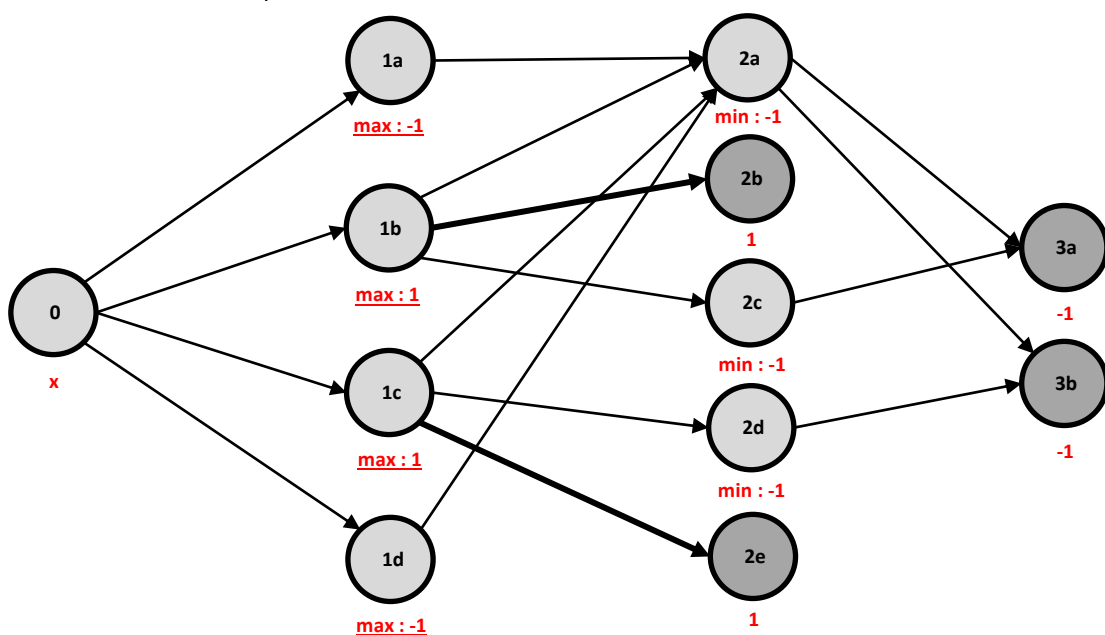 0
x
1a
max : -1
1b
max : 1
1c
max : 1
1d
max : -1
2a
min : -1
2b
1
2c
min : -1
2d
min : -1
2e
1
3a
-1
3b
-1